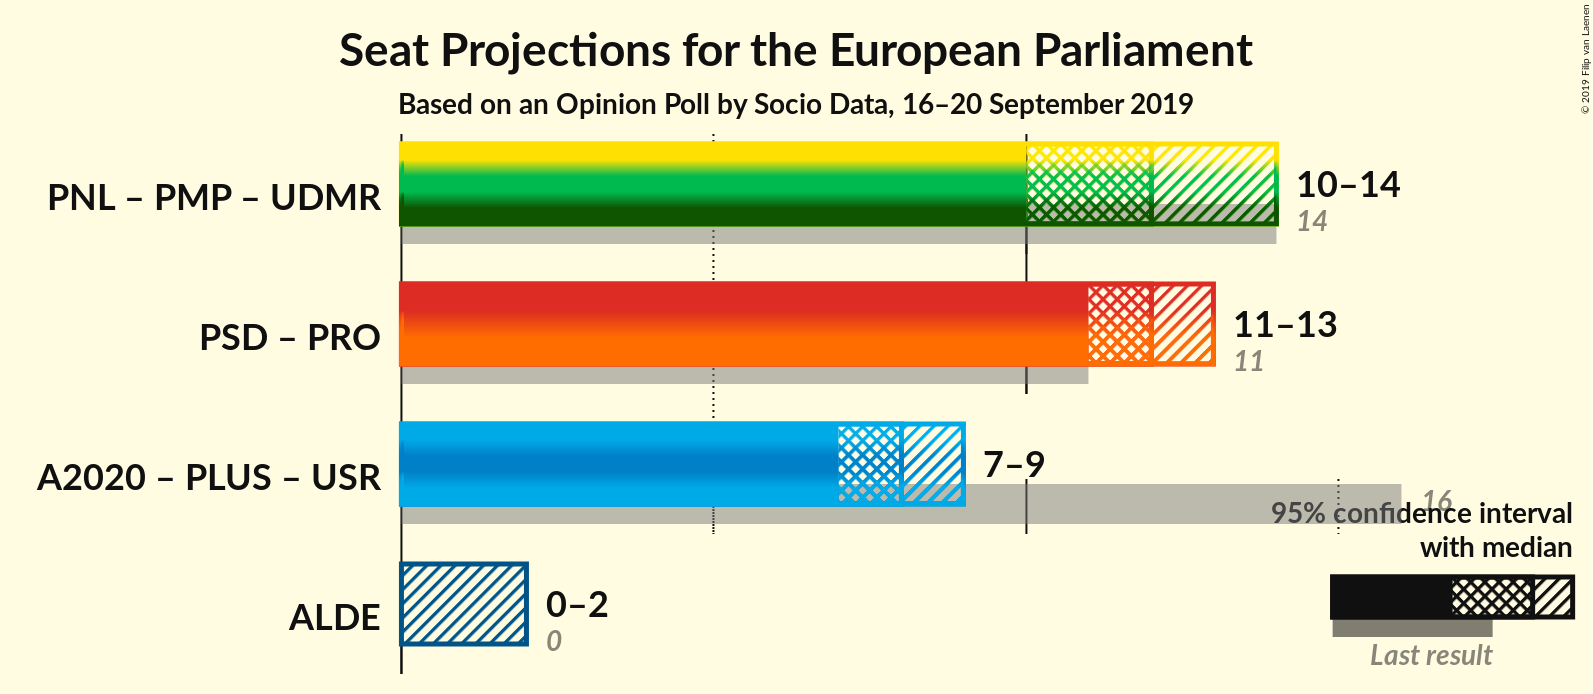 Seat Projections for the European Parliament
Based on an Opinion Poll by Socio Data, 16–20 September 2019
© 2019 Filip van Laenen
PNL – PMP – UDMR
10–14
14
PSD – PRO
11–13
11
A2020 – PLUS – USR
7–9
16
95% confidence interval
with median
ALDE
0–2
0
Last result